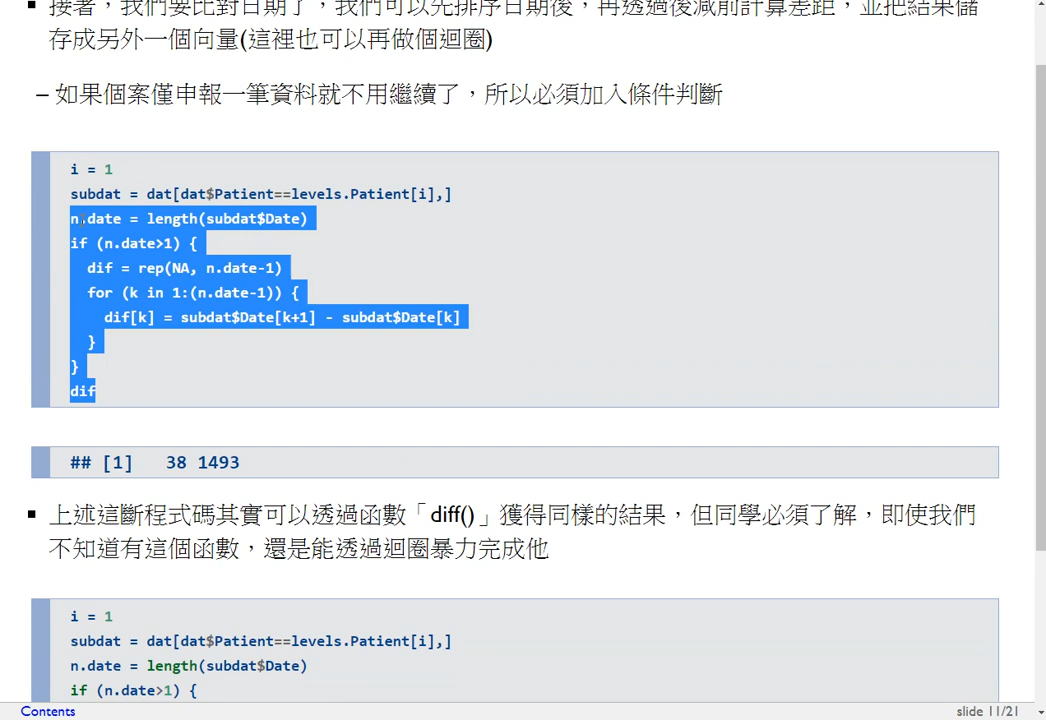 接著，我們要比對日期了，我們可以先排序日期後，再透過後減前計算差距，並把結果儲
存成另外一個向量(這裡也可以再做個迴圈)
– 如果個案僅申報一筆資料就不用繼續了，所以必須加入條件判斷
i = 1
subdat = dat[dat$Patient==levels.Patient[i],]
n.date = length(subdat$Date)
if (n.date>1) {
dif = rep(NA, n.date-1)
for (k in 1:(n.date-1)) {
dif[k] = subdat$Date[k+1] - subdat$Date[k]
}
}
dif
## [1]   38 1493
▪ 上述這斷程式碼其實可以透過函數「diff()」獲得同樣的結果，但同學必須了解，即使我們
不知道有這個函數，還是能透過迴圈暴力完成他
i = 1
subdat = dat[dat$Patient==levels.Patient[i],]
n.date = length(subdat$Date)
if (n.date>1) {
Contents
slide 11/21